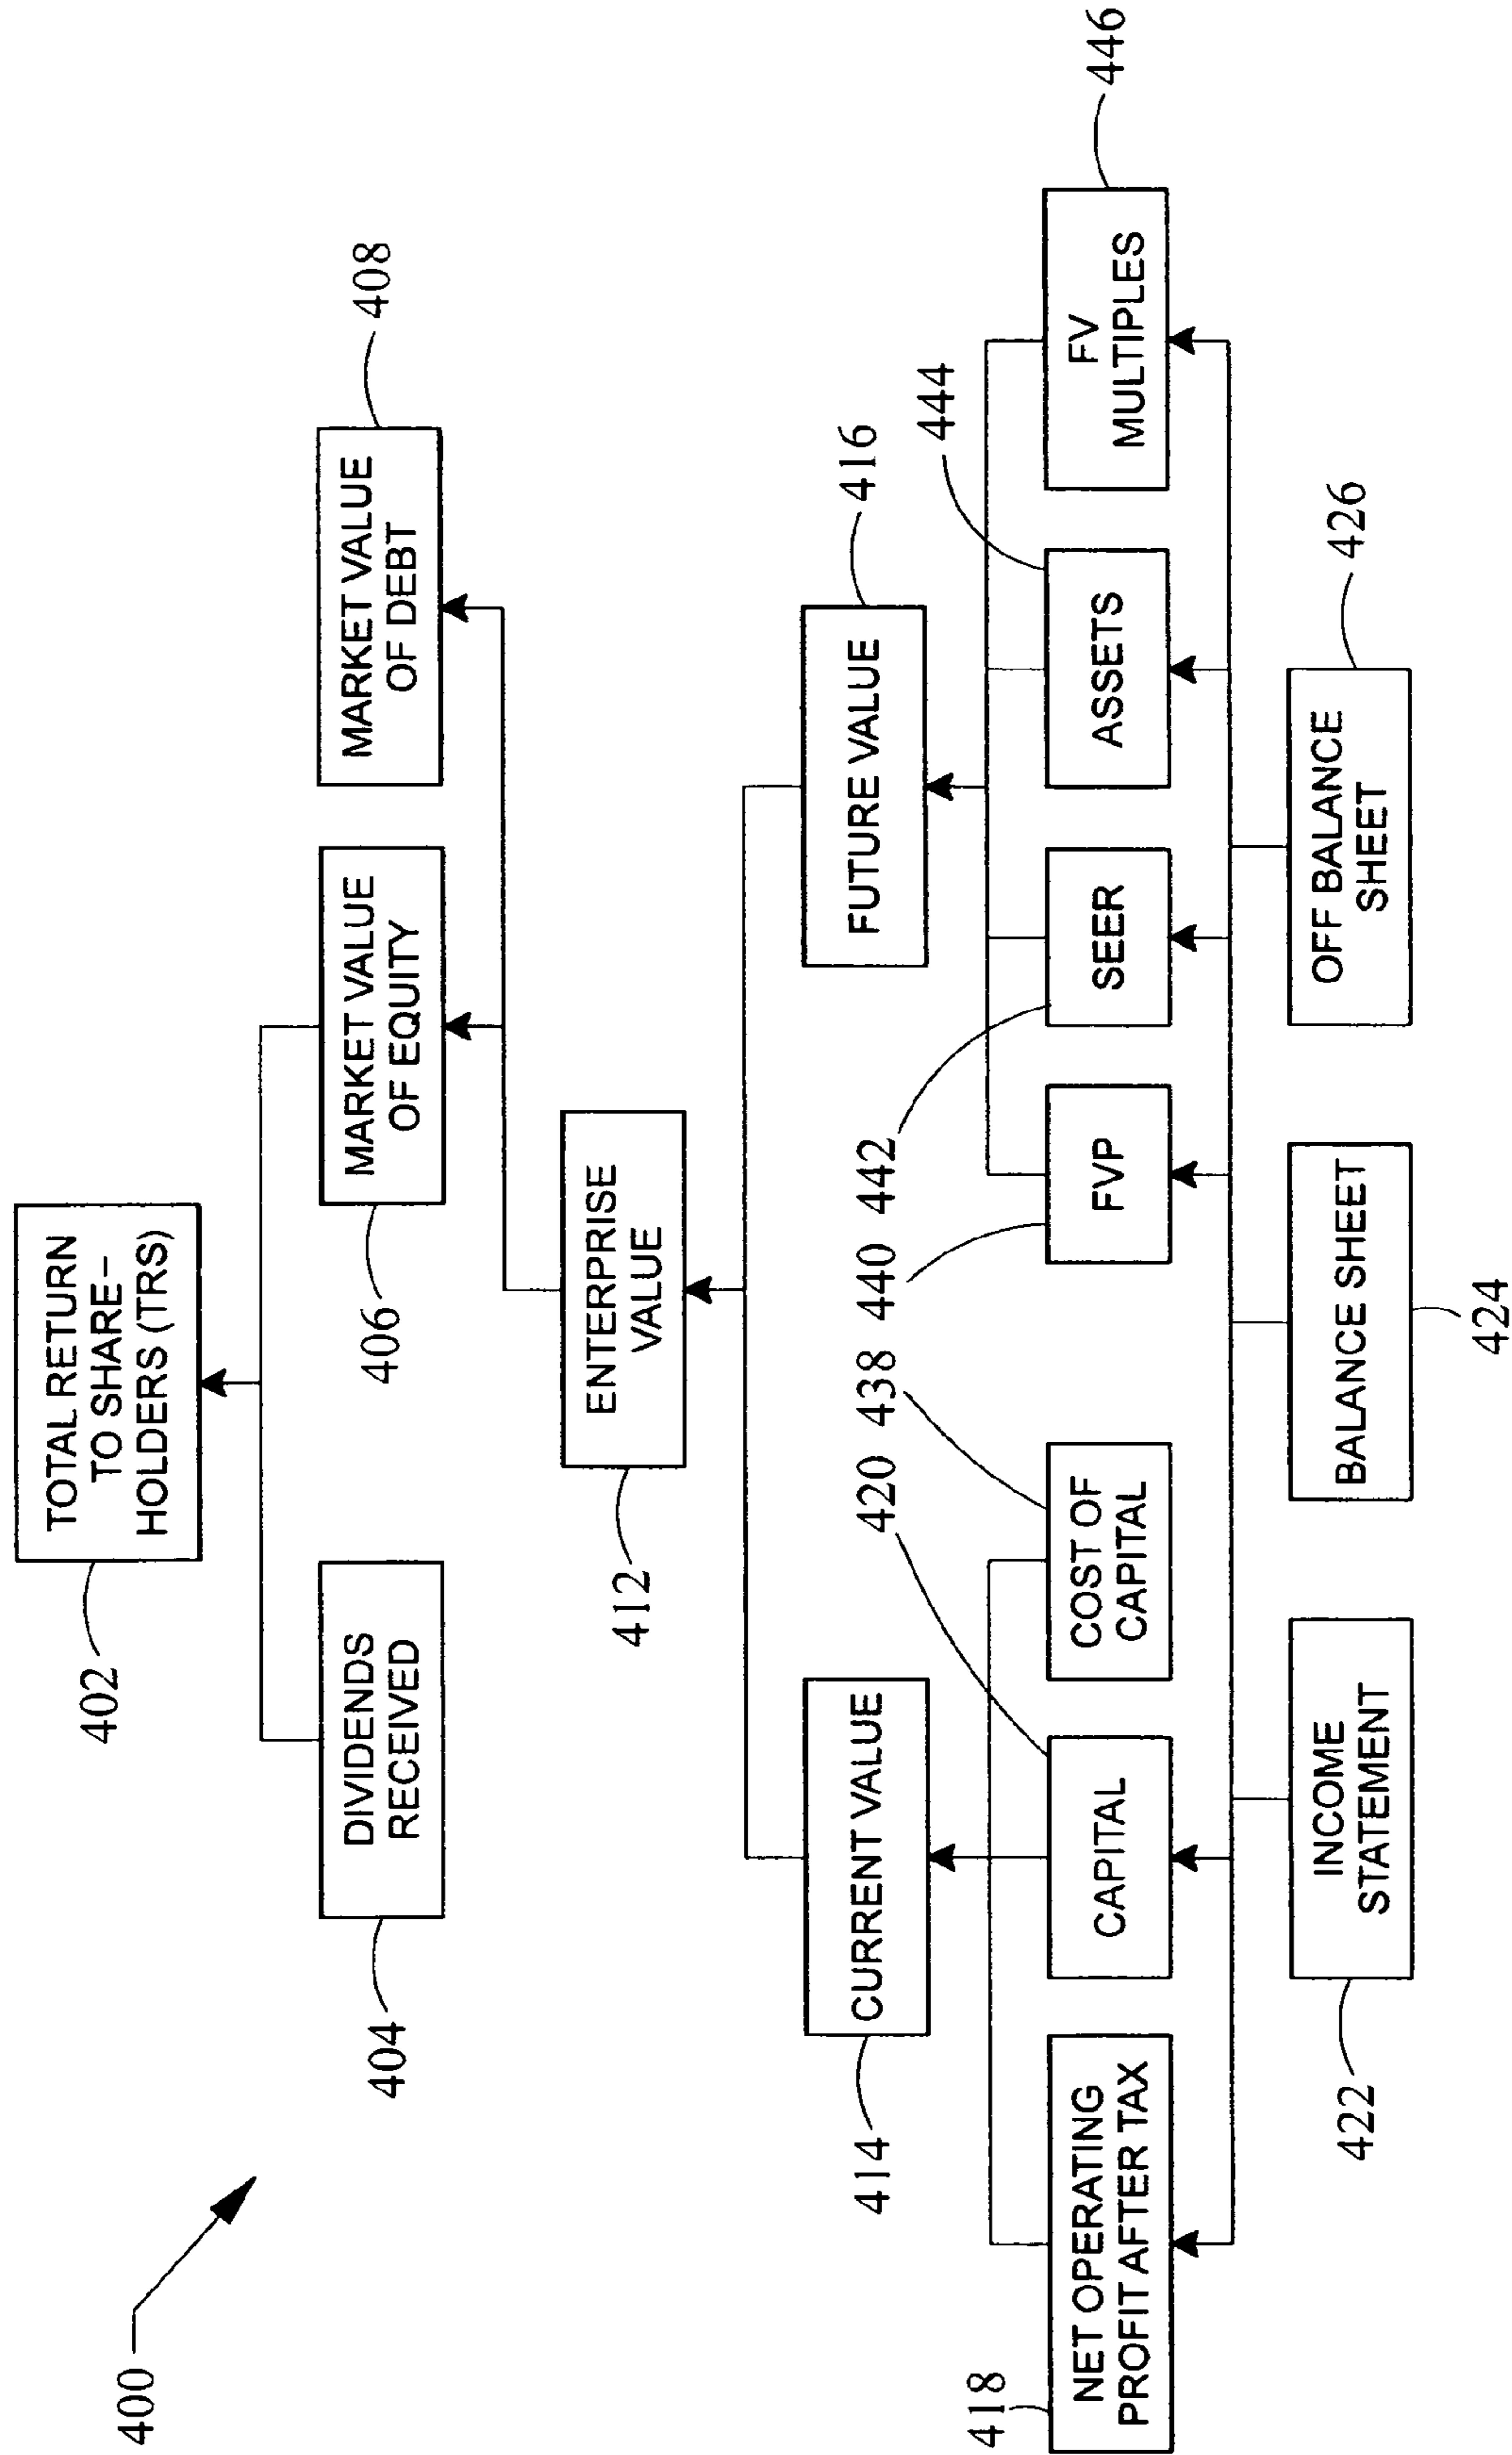 400
402
TOTAL RETURN
TO SHARE-
HOLDERS (TRS)
404
DIVIDENDS
RECEIVED
406
MARKET VALUE
OF EQUITY
MARKET VALUE
OF DEBT
408
412
ENTERPRISE
VALUE
414
CURRENT VALUE
FUTURE VALUE
416
418
420
438
440
442
444
NET OPERATING
PROFIT AFTER TAX
CAPITAL
COST OF
CAPITAL
FVP
SEER
ASSETS
FV
MULTIPLES
446
422
INCOME
STATEMENT
BALANCE SHEET
424
OFF BALANCE
SHEET
426